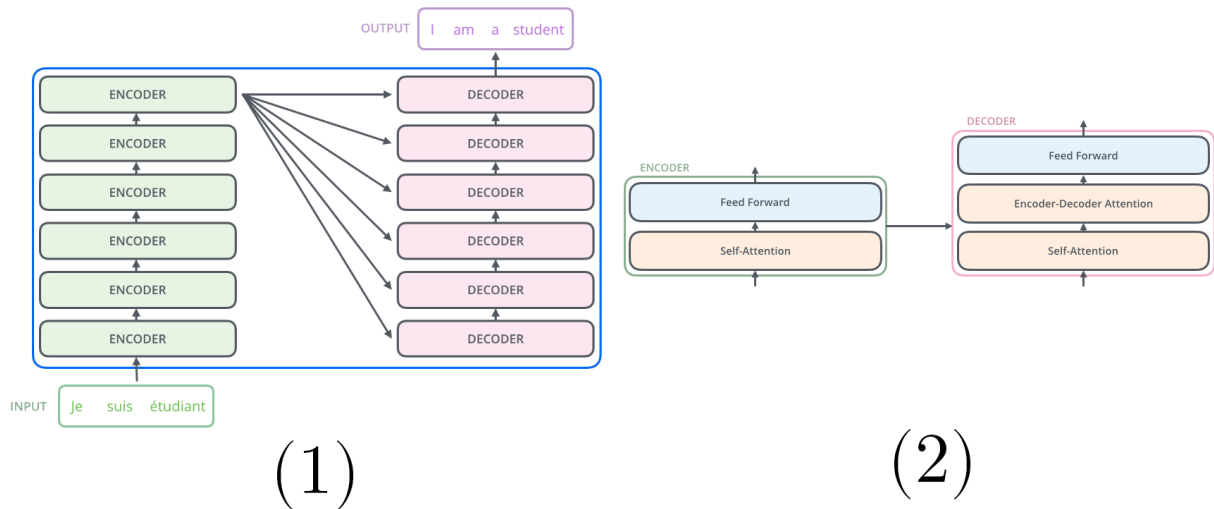 OUTPUT I am a student
ENCODER
ENCODER
ENCODER
ENCODER
ENCODER
ENCODER
DECODER
DECODER
DECODER
DECODER
DECODER
DECODER
INPUT Je suis étudiant
(1)
ENCODER
Feed Forward
Self-Attention
DECODER
Feed Forward
Encoder-Decoder Attention
Self-Attention
(2)